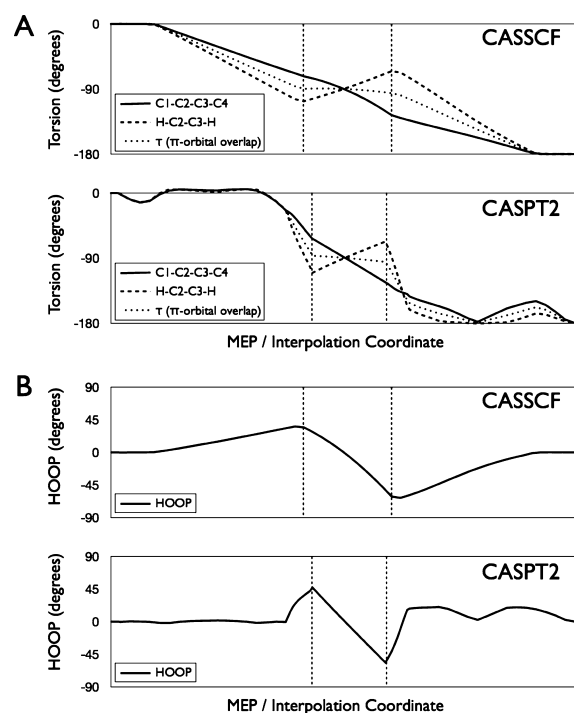 A
CASSCF
Torsion (degrees)
0
-90
-180
C1-C2-C3-C4
H-C2-C3-H
τ (π-orbital overlap)
CASPT2
Torsion (degrees)
0
-90
-180
C1-C2-C3-C4
H-C2-C3-H
τ (π-orbital overlap)
MEP / Interpolation Coordinate
B
CASSCF
HOOP (degrees)
90
45
0
-45
-90
HOOP
CASPT2
HOOP (degrees)
90
45
0
-45
-90
HOOP
MEP / Interpolation Coordinate